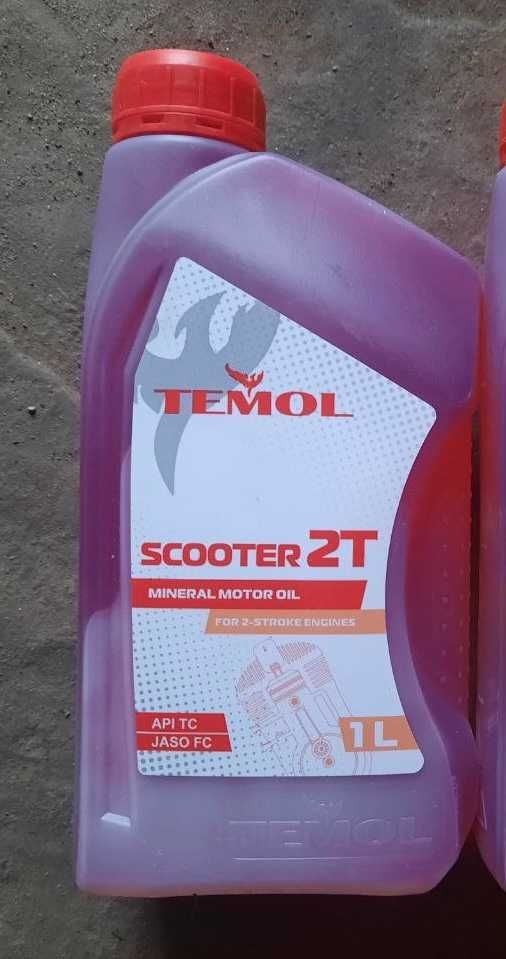 TEMOL
SCOOTER 2T
MINERAL MOTOR OIL
FOR 2-STROKE ENGINES
API TC
JASO FC
1L
TEMOL